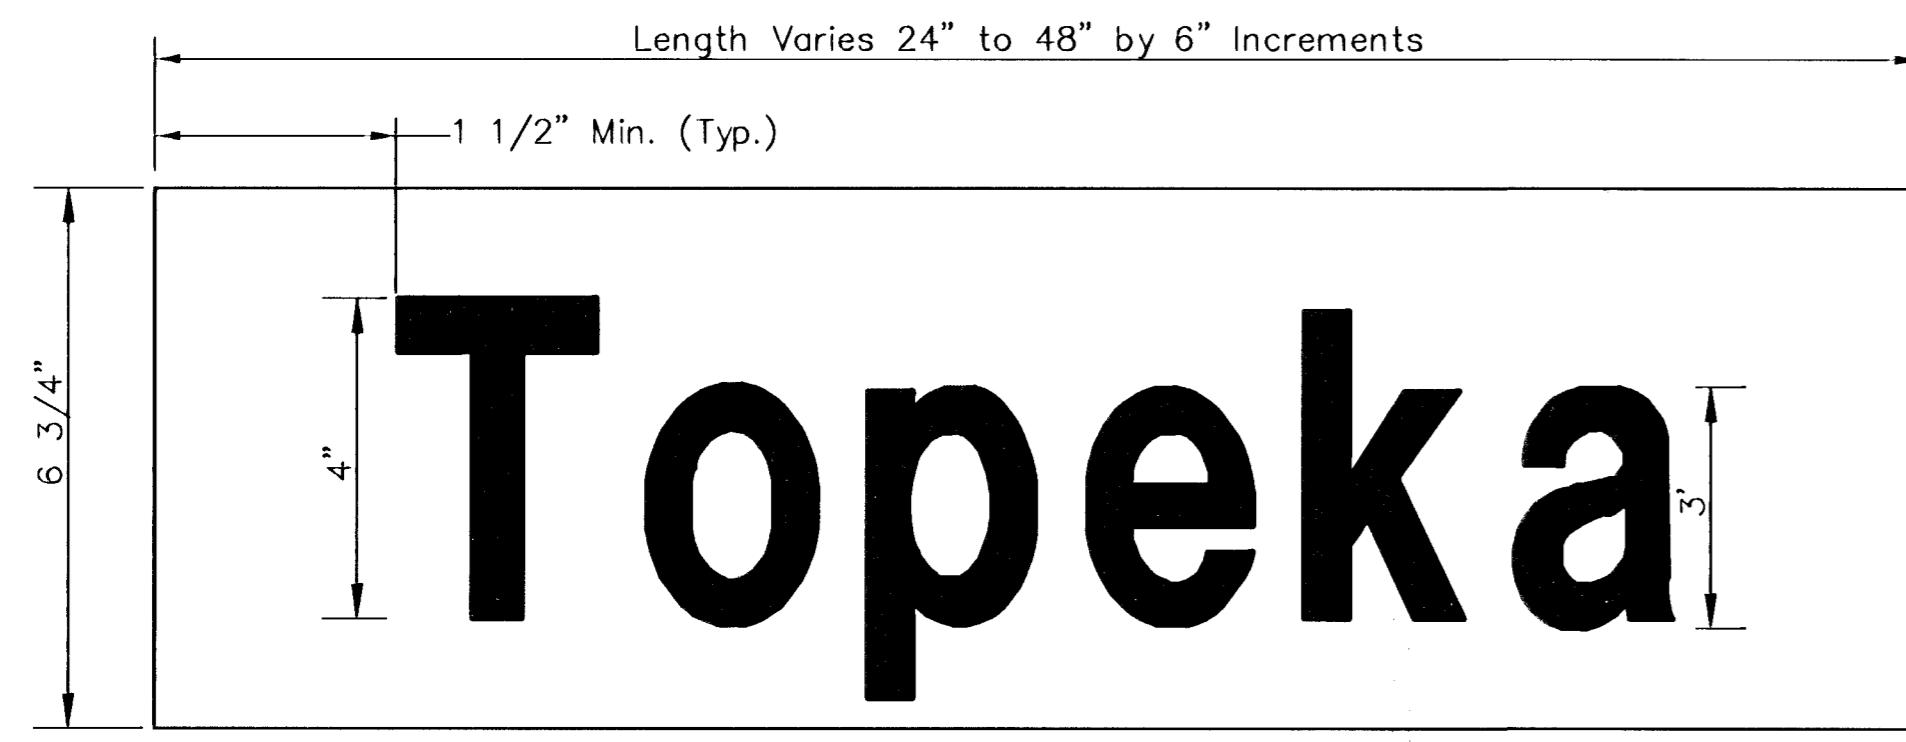 Length Varies 24” to 48” by 6” Increments
1 1/2” Min. (Typ.)
6 3/4”
4”
Topeka
3’